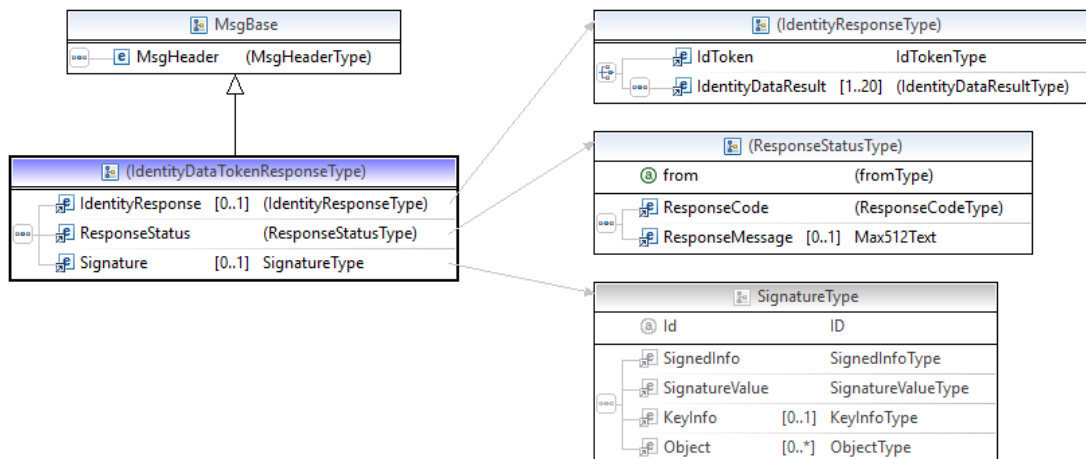 MsgBase
MsgHeader (MsgHeaderType)
(IdentityDataTokenResponseType)
IdentityResponse [0..1] (IdentityResponseType)
ResponseStatus (ResponseStatusType)
Signature [0..1] SignatureType
(IdentityResponseType)
IdToken IdTokenType
IdentityDataResult [1..20] (IdentityDataResultType)
(ResponseStatusType)
from (fromType)
ResponseCode (ResponseCodeType)
ResponseMessage [0..1] Max512Text
SignatureType
Id ID
SignedInfo SignedInfoType
SignatureValue SignatureValueType
KeyInfo [0..1] KeyInfoType
Object [0..*] ObjectType